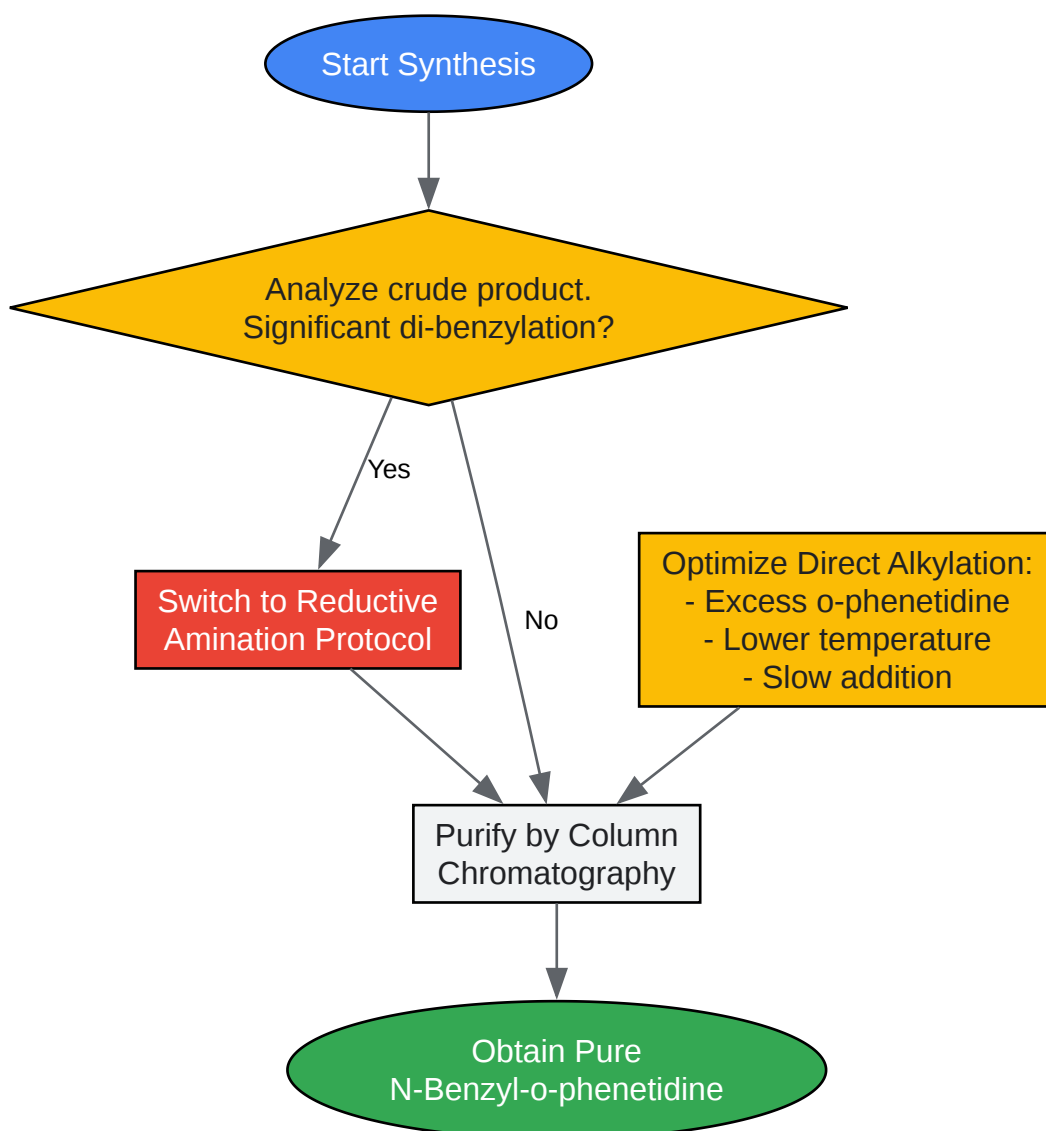 Start Synthesis
Analyze crude product.
Significant di-benzylation?
Yes
No
Switch to Reductive
Amination Protocol
Optimize Direct Alkylation:
- Excess o-phenetidine
- Lower temperature
- Slow addition
Purify by Column
Chromatography
Obtain Pure
N-Benzyl-o-phenetidine